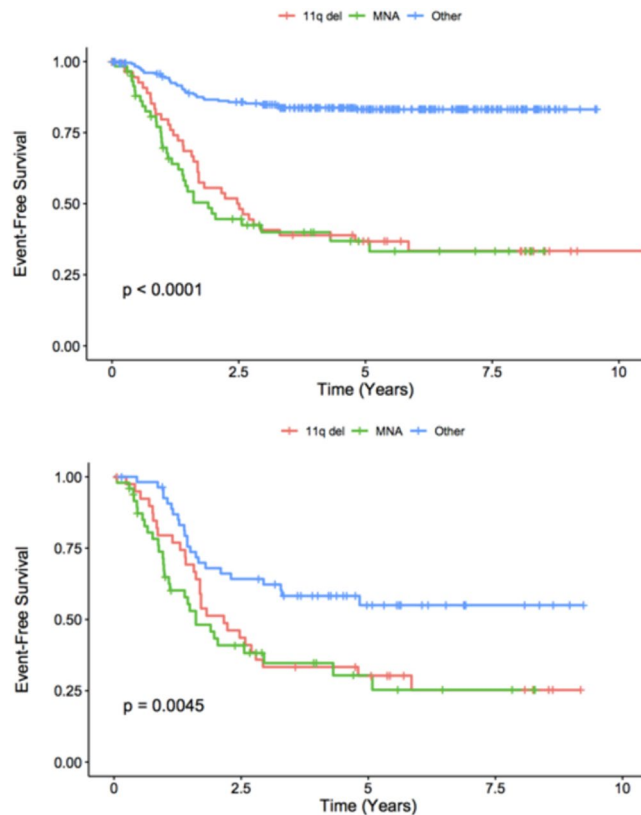 11q del MNA Other
1.00
0.75
0.50
0.25
0.00
Event-Free Survival
p < 0.0001
0 2.5 5 7.5 10
Time (Years)
11q del MNA Other
1.00
0.75
0.50
0.25
0.00
Event-Free Survival
p = 0.0045
0 2.5 5 7.5 10
Time (Years)